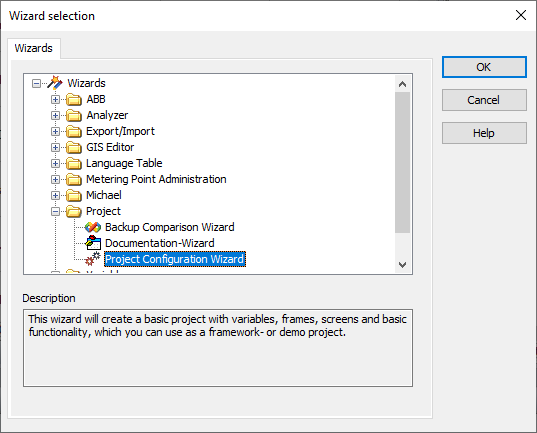 Wizard selection
Wizards
OK
Cancel
Help
Wizards
ABB
Analyzer
Export/Import
GIS Editor
Language Table
Metering Point Administration
Michael
Project
Backup Comparison Wizard
Documentation-Wizard
Project Configuration Wizard
Description
This wizard will create a basic project with variables, frames, screens and basic
functionality, which you can use as a framework- or demo project.